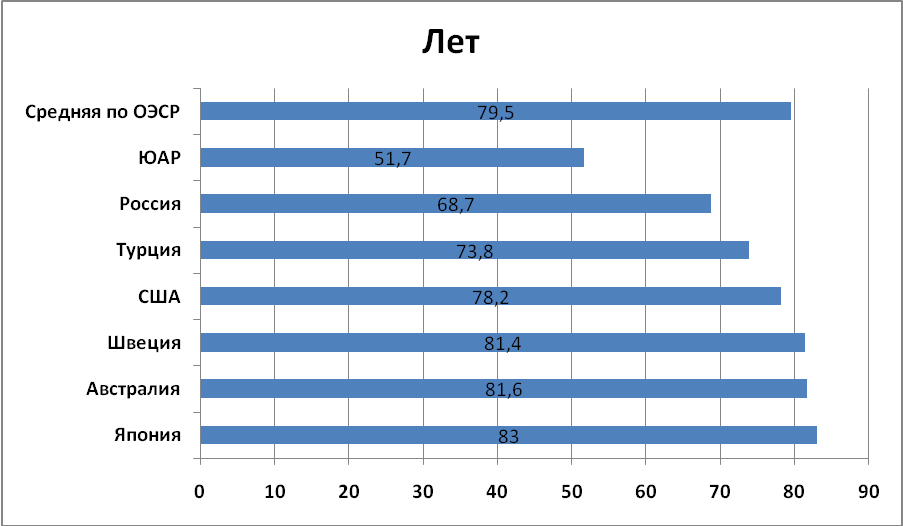 Лет
Средняя по ОЭСР 79,5
ЮАР 51,7
Россия 68,7
Турция 73,8
США 78,2
Швеция 81,4
Австралия 81,6
Япония 83
0 10 20 30 40 50 60 70 80 90